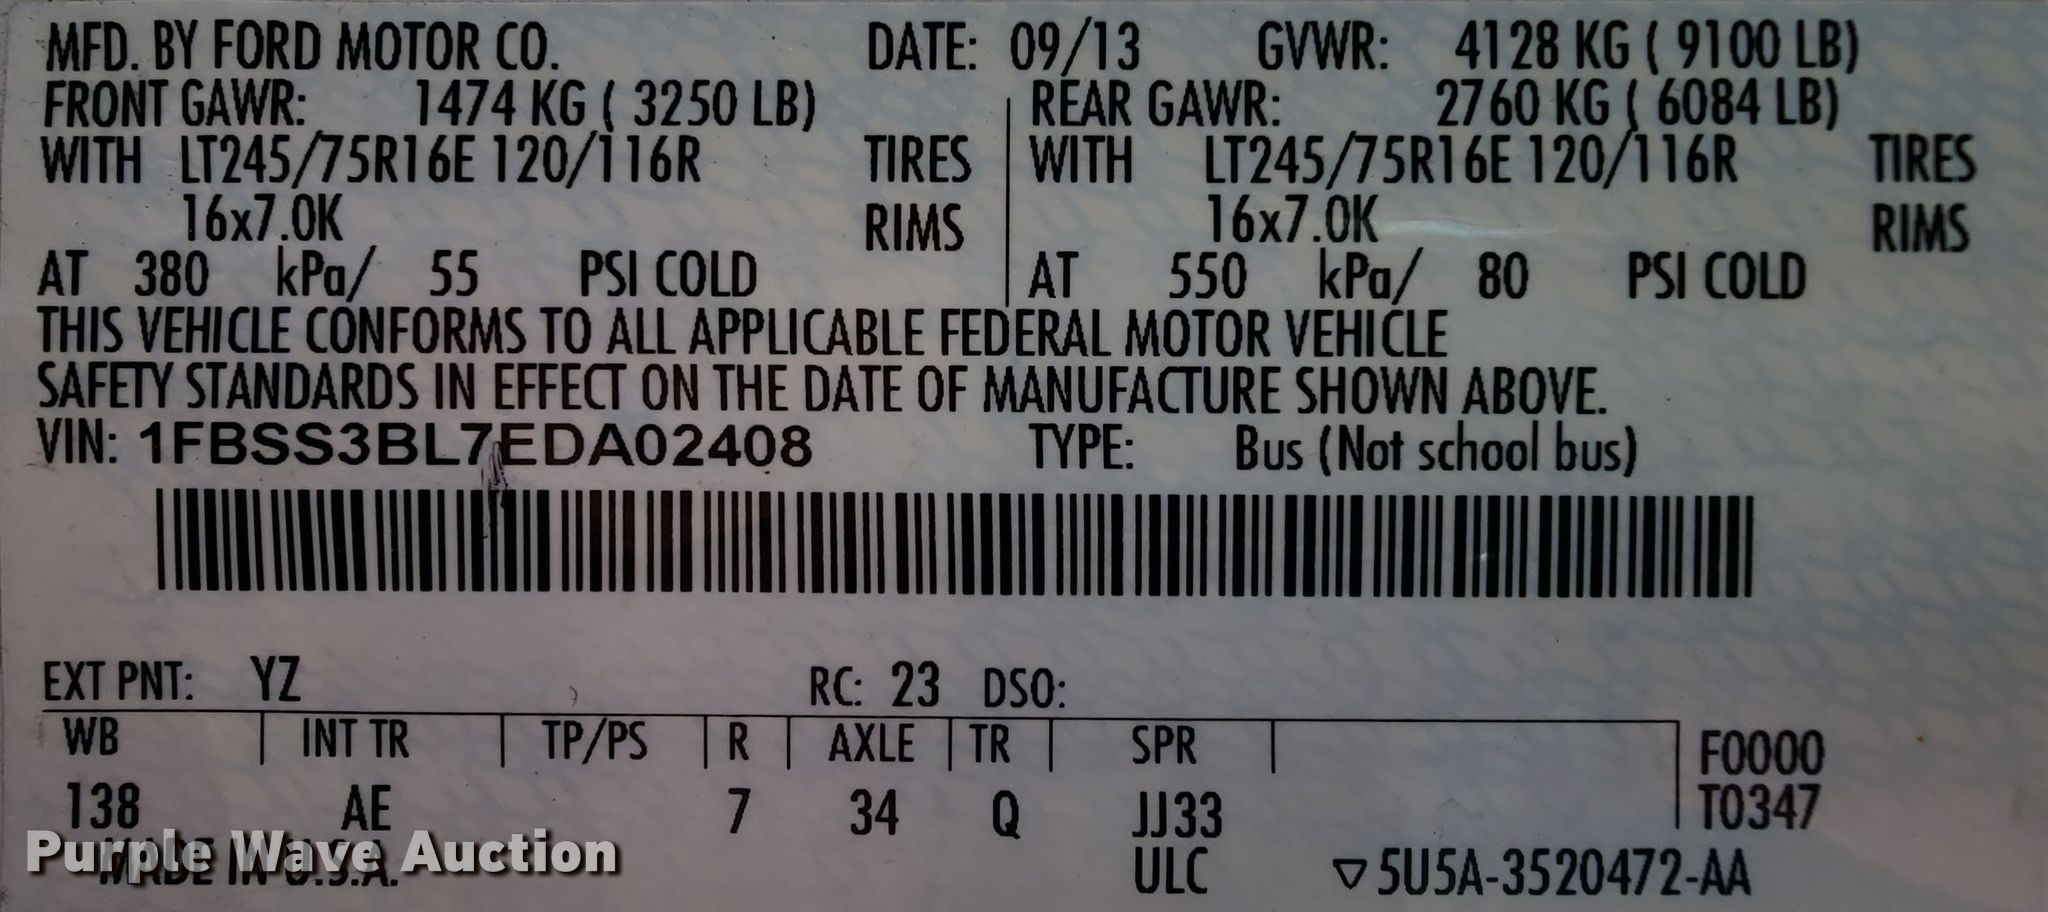 MFD. BY FORD MOTOR CO. DATE: 09/13 GVWR: 4128 KG ( 9100 LB)
FRONT GAWR: 1474 KG ( 3250 LB) REAR GAWR: 2760 KG ( 6084 LB)
WITH LT245/75R16E 120/116R TIRES WITH LT245/75R16E 120/116R TIRES
16x7.0K RIMS 16x7.0K RIMS
AT 380 kPa/ 55 PSI COLD AT 550 kPa/ 80 PSI COLD
THIS VEHICLE CONFORMS TO ALL APPLICABLE FEDERAL MOTOR VEHICLE
SAFETY STANDARDS IN EFFECT ON THE DATE OF MANUFACTURE SHOWN ABOVE.
VIN: 1FBSS3BL7EDA02408 TYPE: Bus (Not school bus)
EXT PNT: YZ RC: 23 DSO:
WB INT TR TP/PS R AXLE TR SPR F0000
138 AE 7 34 Q JJ33 T0347
MADE IN U.S.A. ULC ▽5U5A-3520472-AA
Purple Wave Auction